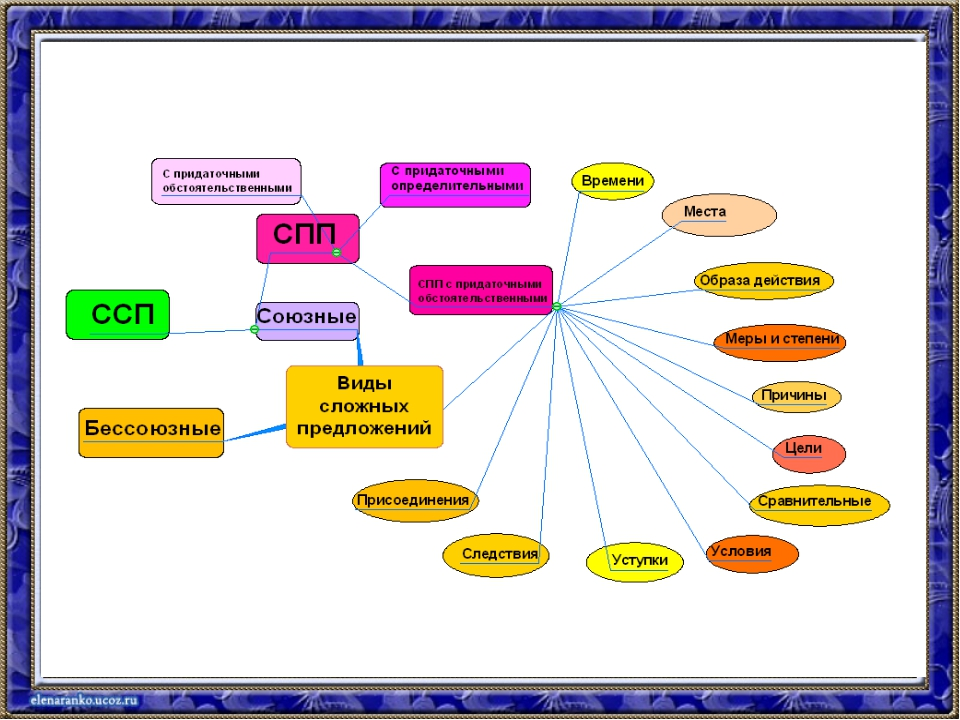 С придаточными
обстоятельственными
С придаточными
определительными
Времени
Места
СПП
Образа действия
СПП с придаточными
обстоятельственными
ССП
Союзные
Меры и степени
Виды
сложных
предложений
Причины
Бессоюзные
Цели
Присоединения
Сравнительные
Следствия
Уступки
Условия
elenaranko.ucoz.ru